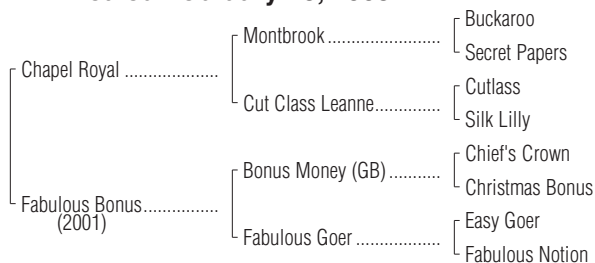 Buckaroo
Montbrook
Secret Papers
Chapel Royal
Cutlass
Cut Class Leanne
Silk Lilly
Chief's Crown
Bonus Money (GB)
Christmas Bonus
Fabulous Bonus
(2001)
Easy Goer
Fabulous Goer
Fabulous Notion